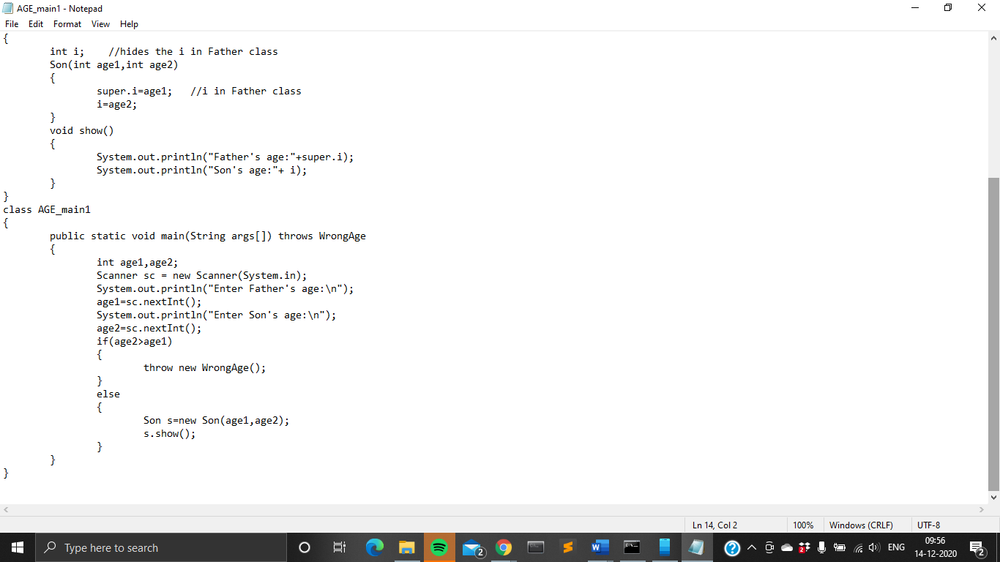 AGE_main1 - Notepad
File Edit Format View Help
{
        int i;    //hides the i in Father class
        Son(int age1,int age2)
        {
                super.i=age1;   //i in Father class
                i=age2;
        }
        void show()
        {
                System.out.println("Father's age:"+super.i);
                System.out.println("Son's age:"+ i);
        }
}
class AGE_main1
{
        public static void main(String args[]) throws WrongAge
        {
                int age1,age2;
                Scanner sc = new Scanner(System.in);
                System.out.println("Enter Father's age:\n");
                age1=sc.nextInt();
                System.out.println("Enter Son's age:\n");
                age2=sc.nextInt();
                if(age2>age1)
                {
                        throw new WrongAge();
                }
                else
                {
                        Son s=new Son(age1,age2);
                        s.show();
                }
        }
}
Ln 14, Col 2 100% Windows (CRLF) UTF-8
Type here to search
2
2
ENG
09:56
14-12-2020
2